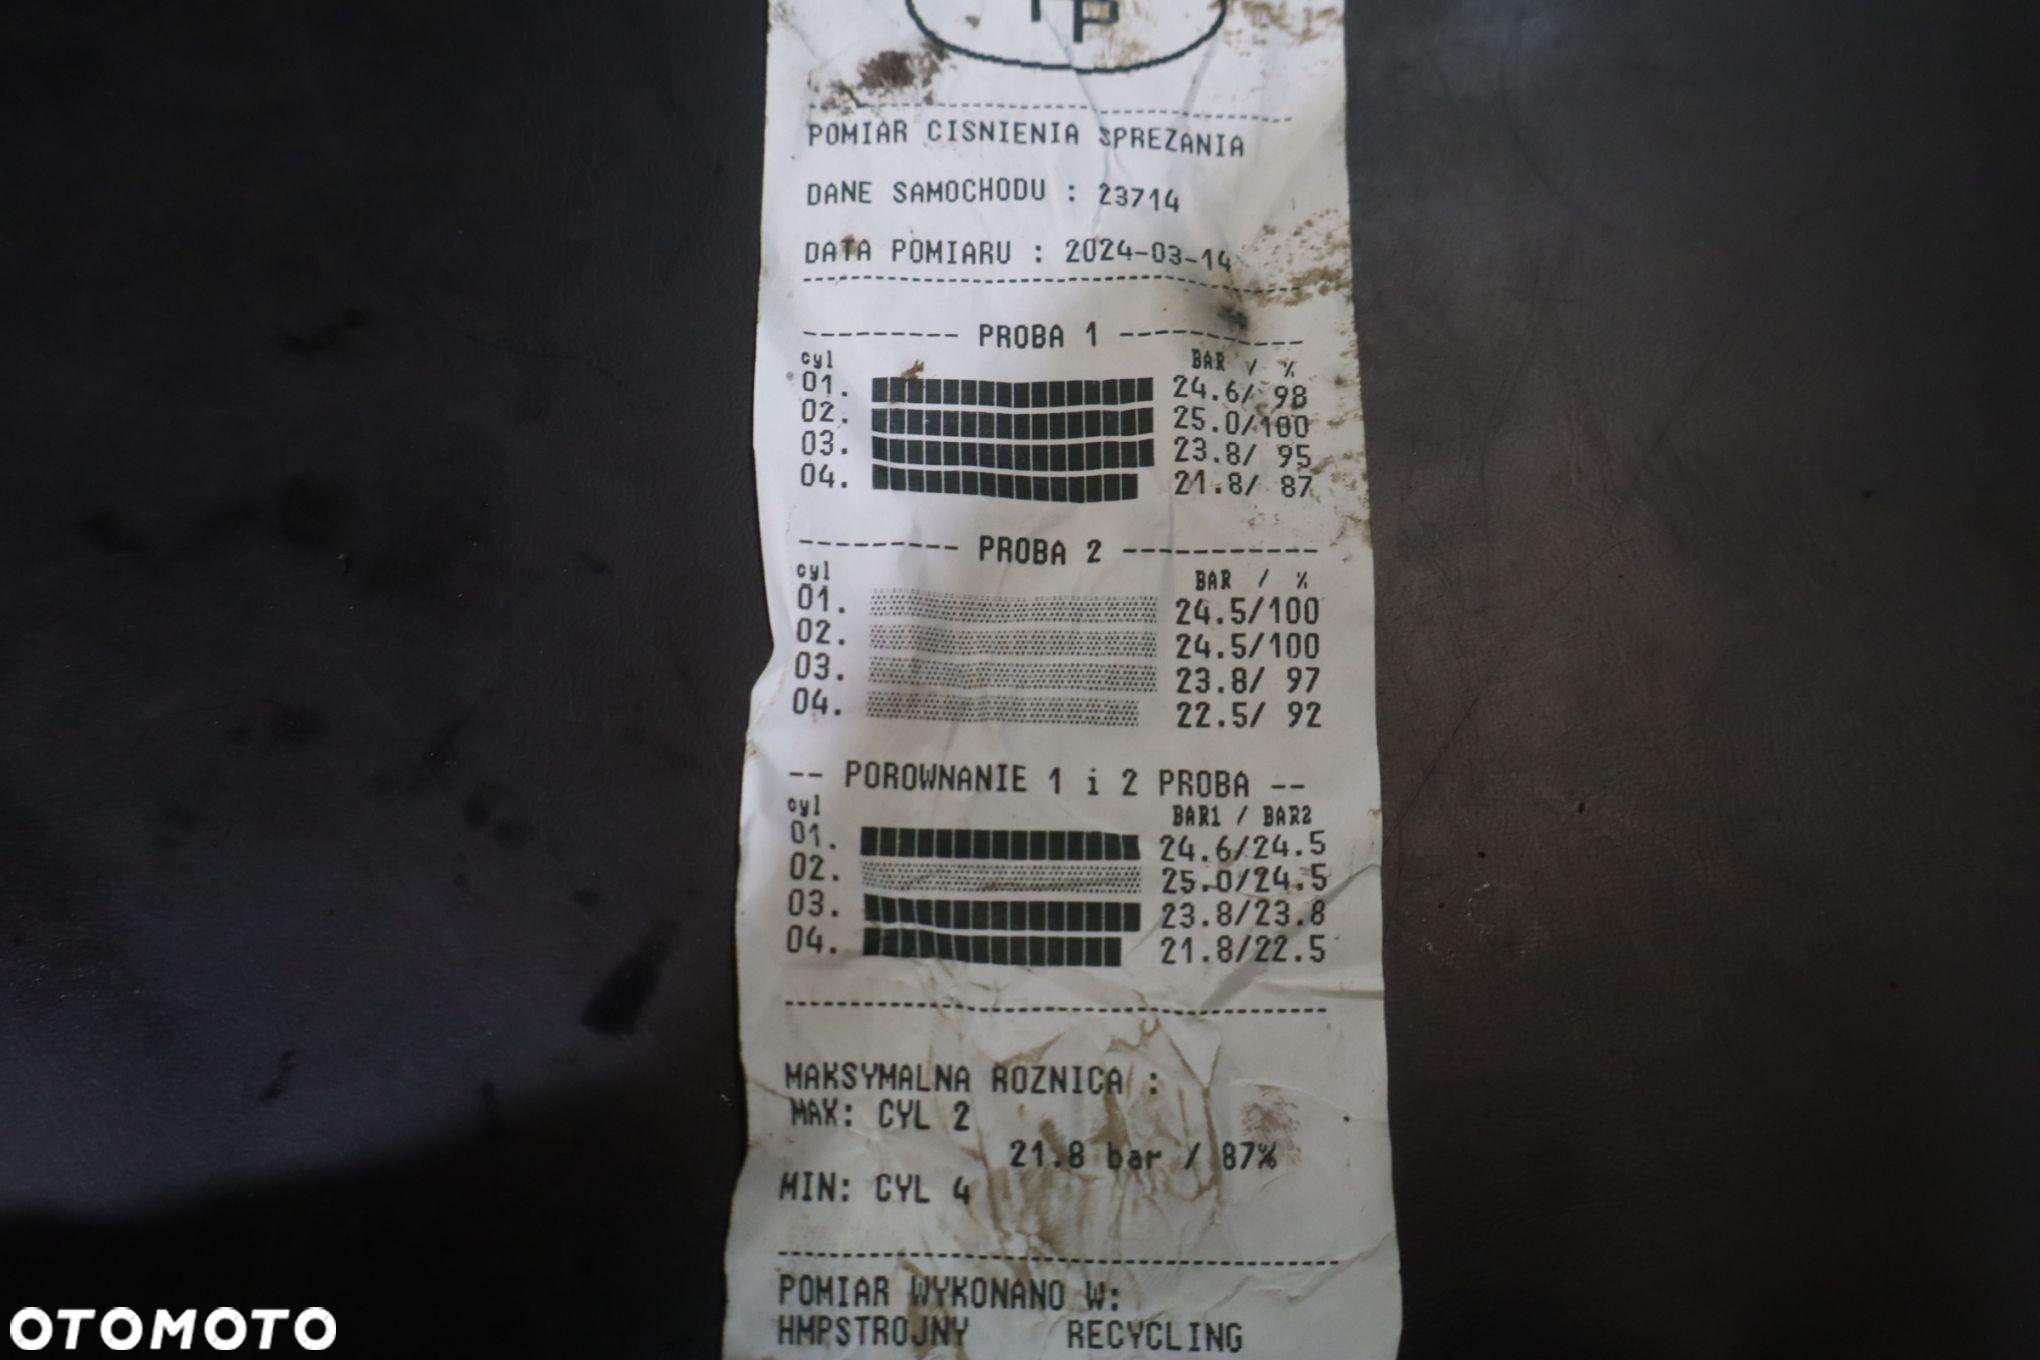 POMIAR CISNIENIA SPREZANIA
DANE SAMOCHODU : 23714
DATA POMIARU : 2024-03-14
--------- PROBA 1 ----------
cyl BAR / %
01. 24.6/ 98
02. 25.0/100
03. 23.8/ 95
04. 21.8/ 87
--------- PROBA 2 -----------
cyl BAR / %
01. 24.5/100
02. 24.5/100
03. 23.8/ 97
04. 22.5/ 92
-- POROWNANIE 1 i 2 PROBA --
cyl BAR1 / BAR2
01. 24.6/24.5
02. 25.0/24.5
03. 23.8/23.8
04. 21.8/22.5
MAKSYMALNA ROZNICA :
MAX: CYL 2
21.8 bar / 87%
MIN: CYL 4
POMIAR WYKONANO W:
HMPSTROJNY RECYCLING
OTOMOTO